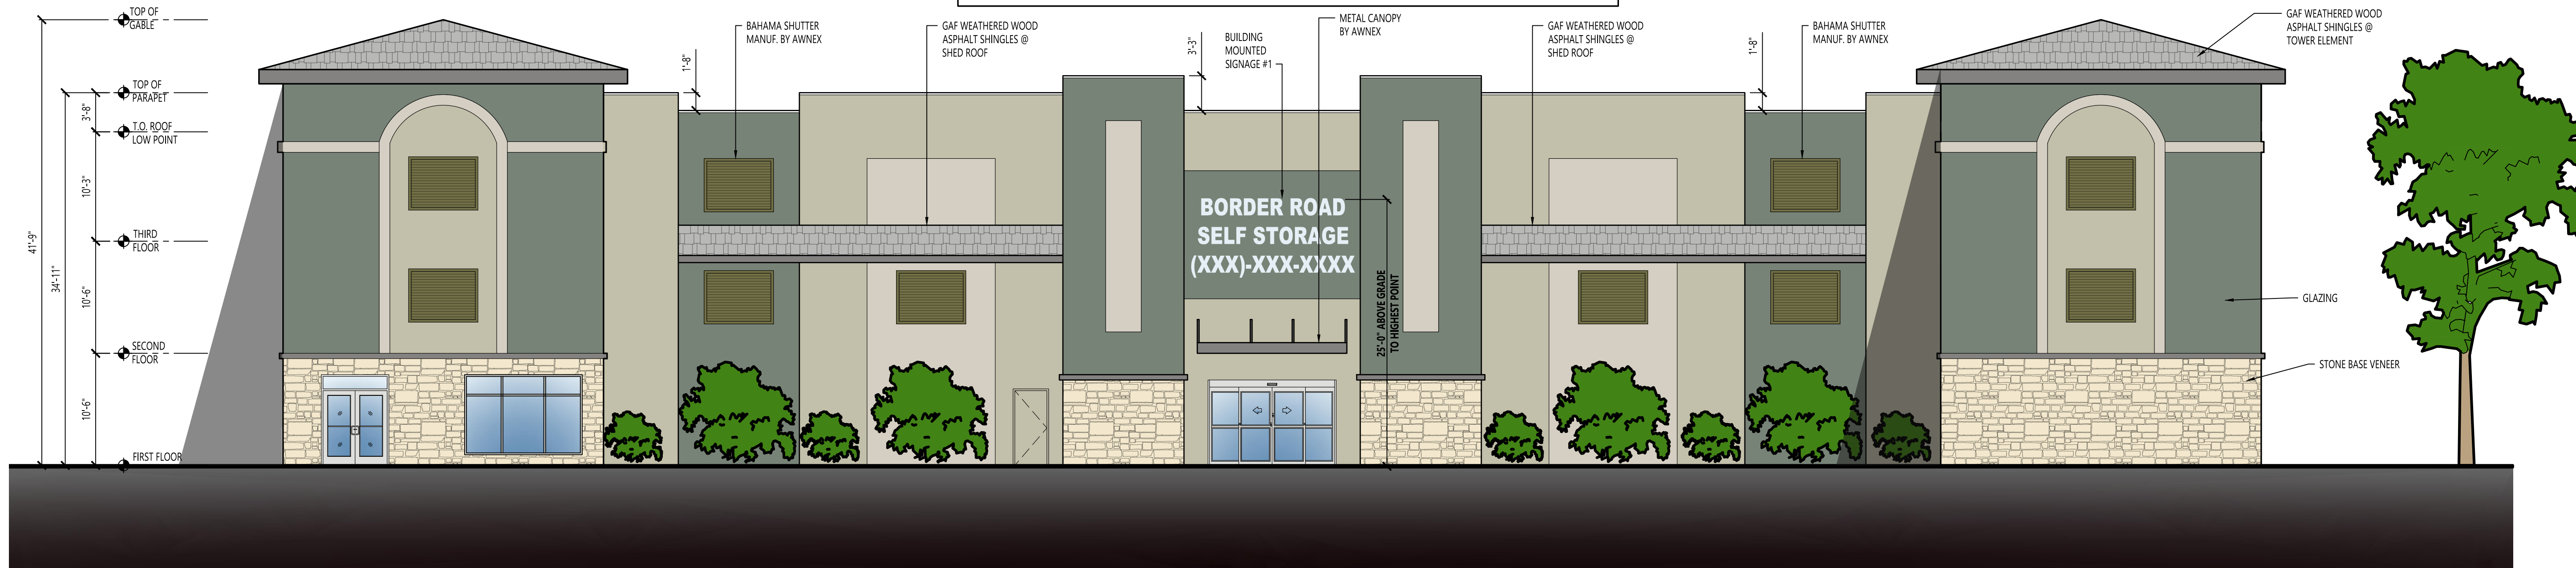 TOP OF
GABLE
TOP OF
PARAPET
T.O. ROOF
LOW POINT
THIRD
FLOOR
SECOND
FLOOR
FIRST FLOOR
41'-9"
34'-11"
3'-8"
10'-3"
10'-6"
10'-6"
1'-8"
BAHAMA SHUTTER
MANUF. BY AWNEX
GAF WEATHERED WOOD
ASPHALT SHINGLES @
SHED ROOF
3'-3"
BUILDING
MOUNTED
SIGNAGE #1
METAL CANOPY
BY AWNEX
BORDER ROAD
SELF STORAGE
(XXX)-XXX-XXXX
25'-0" ABOVE GRADE
TO HIGHEST POINT
GAF WEATHERED WOOD
ASPHALT SHINGLES @
SHED ROOF
1'-8"
BAHAMA SHUTTER
MANUF. BY AWNEX
GAF WEATHERED WOOD
ASPHALT SHINGLES @
TOWER ELEMENT
GLAZING
STONE BASE VENEER